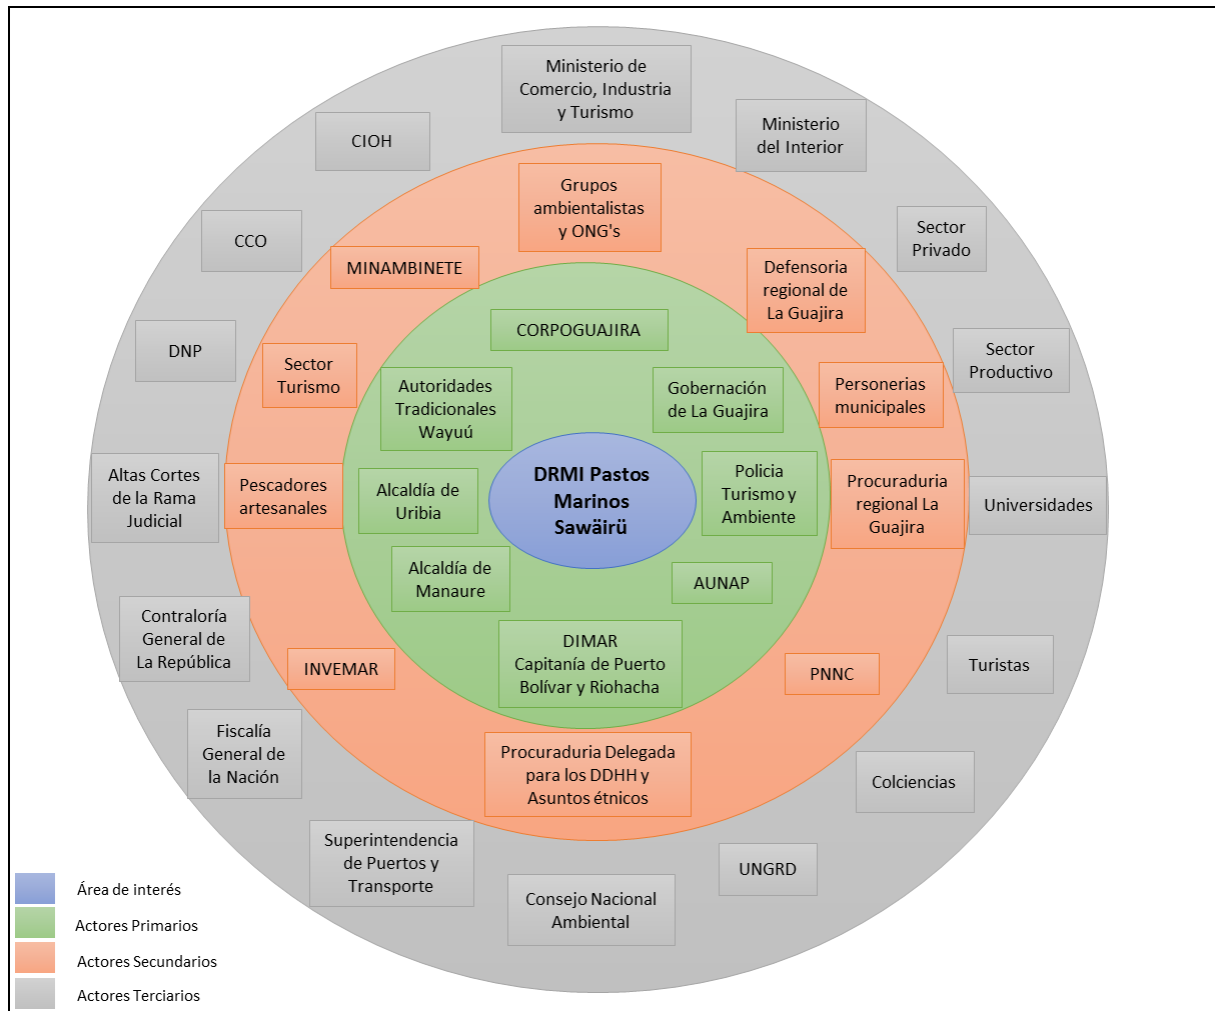 Ministerio de
Comercio, Industria
y Turismo
CIOH
Ministerio
del Interior
Grupos
ambientalistas
y ONG's
CCO
Sector
Privado
MINAMBINETE
Defensoria
regional de
La Guajira
CORPOGUAJIRA
DNP
Sector
Turismo
Sector
Productivo
Autoridades
Tradicionales
Wayuú
Gobernación
de La Guajira
Personerias
municipales
Altas Cortes
de la Rama
Judicial
Pescadores
artesanales
Alcaldía de
Uribia
DRMI Pastos
Marinos
Sawäirü
Policia
Turismo y
Ambiente
Procuraduria
regional La
Guajira
Universidades
Alcaldía de
Manaure
AUNAP
Contraloría
General de
La República
INVEMAR
DIMAR
Capitanía de Puerto
Bolívar y Riohacha
PNNC
Turistas
Fiscalía
General de
la Nación
Procuraduria Delegada
para los DDHH y
Asuntos étnicos
Colciencias
Superintendencia
de Puertos y
Transporte
UNGRD
Consejo Nacional
Ambiental
Área de interés
Actores Primarios
Actores Secundarios
Actores Terciarios